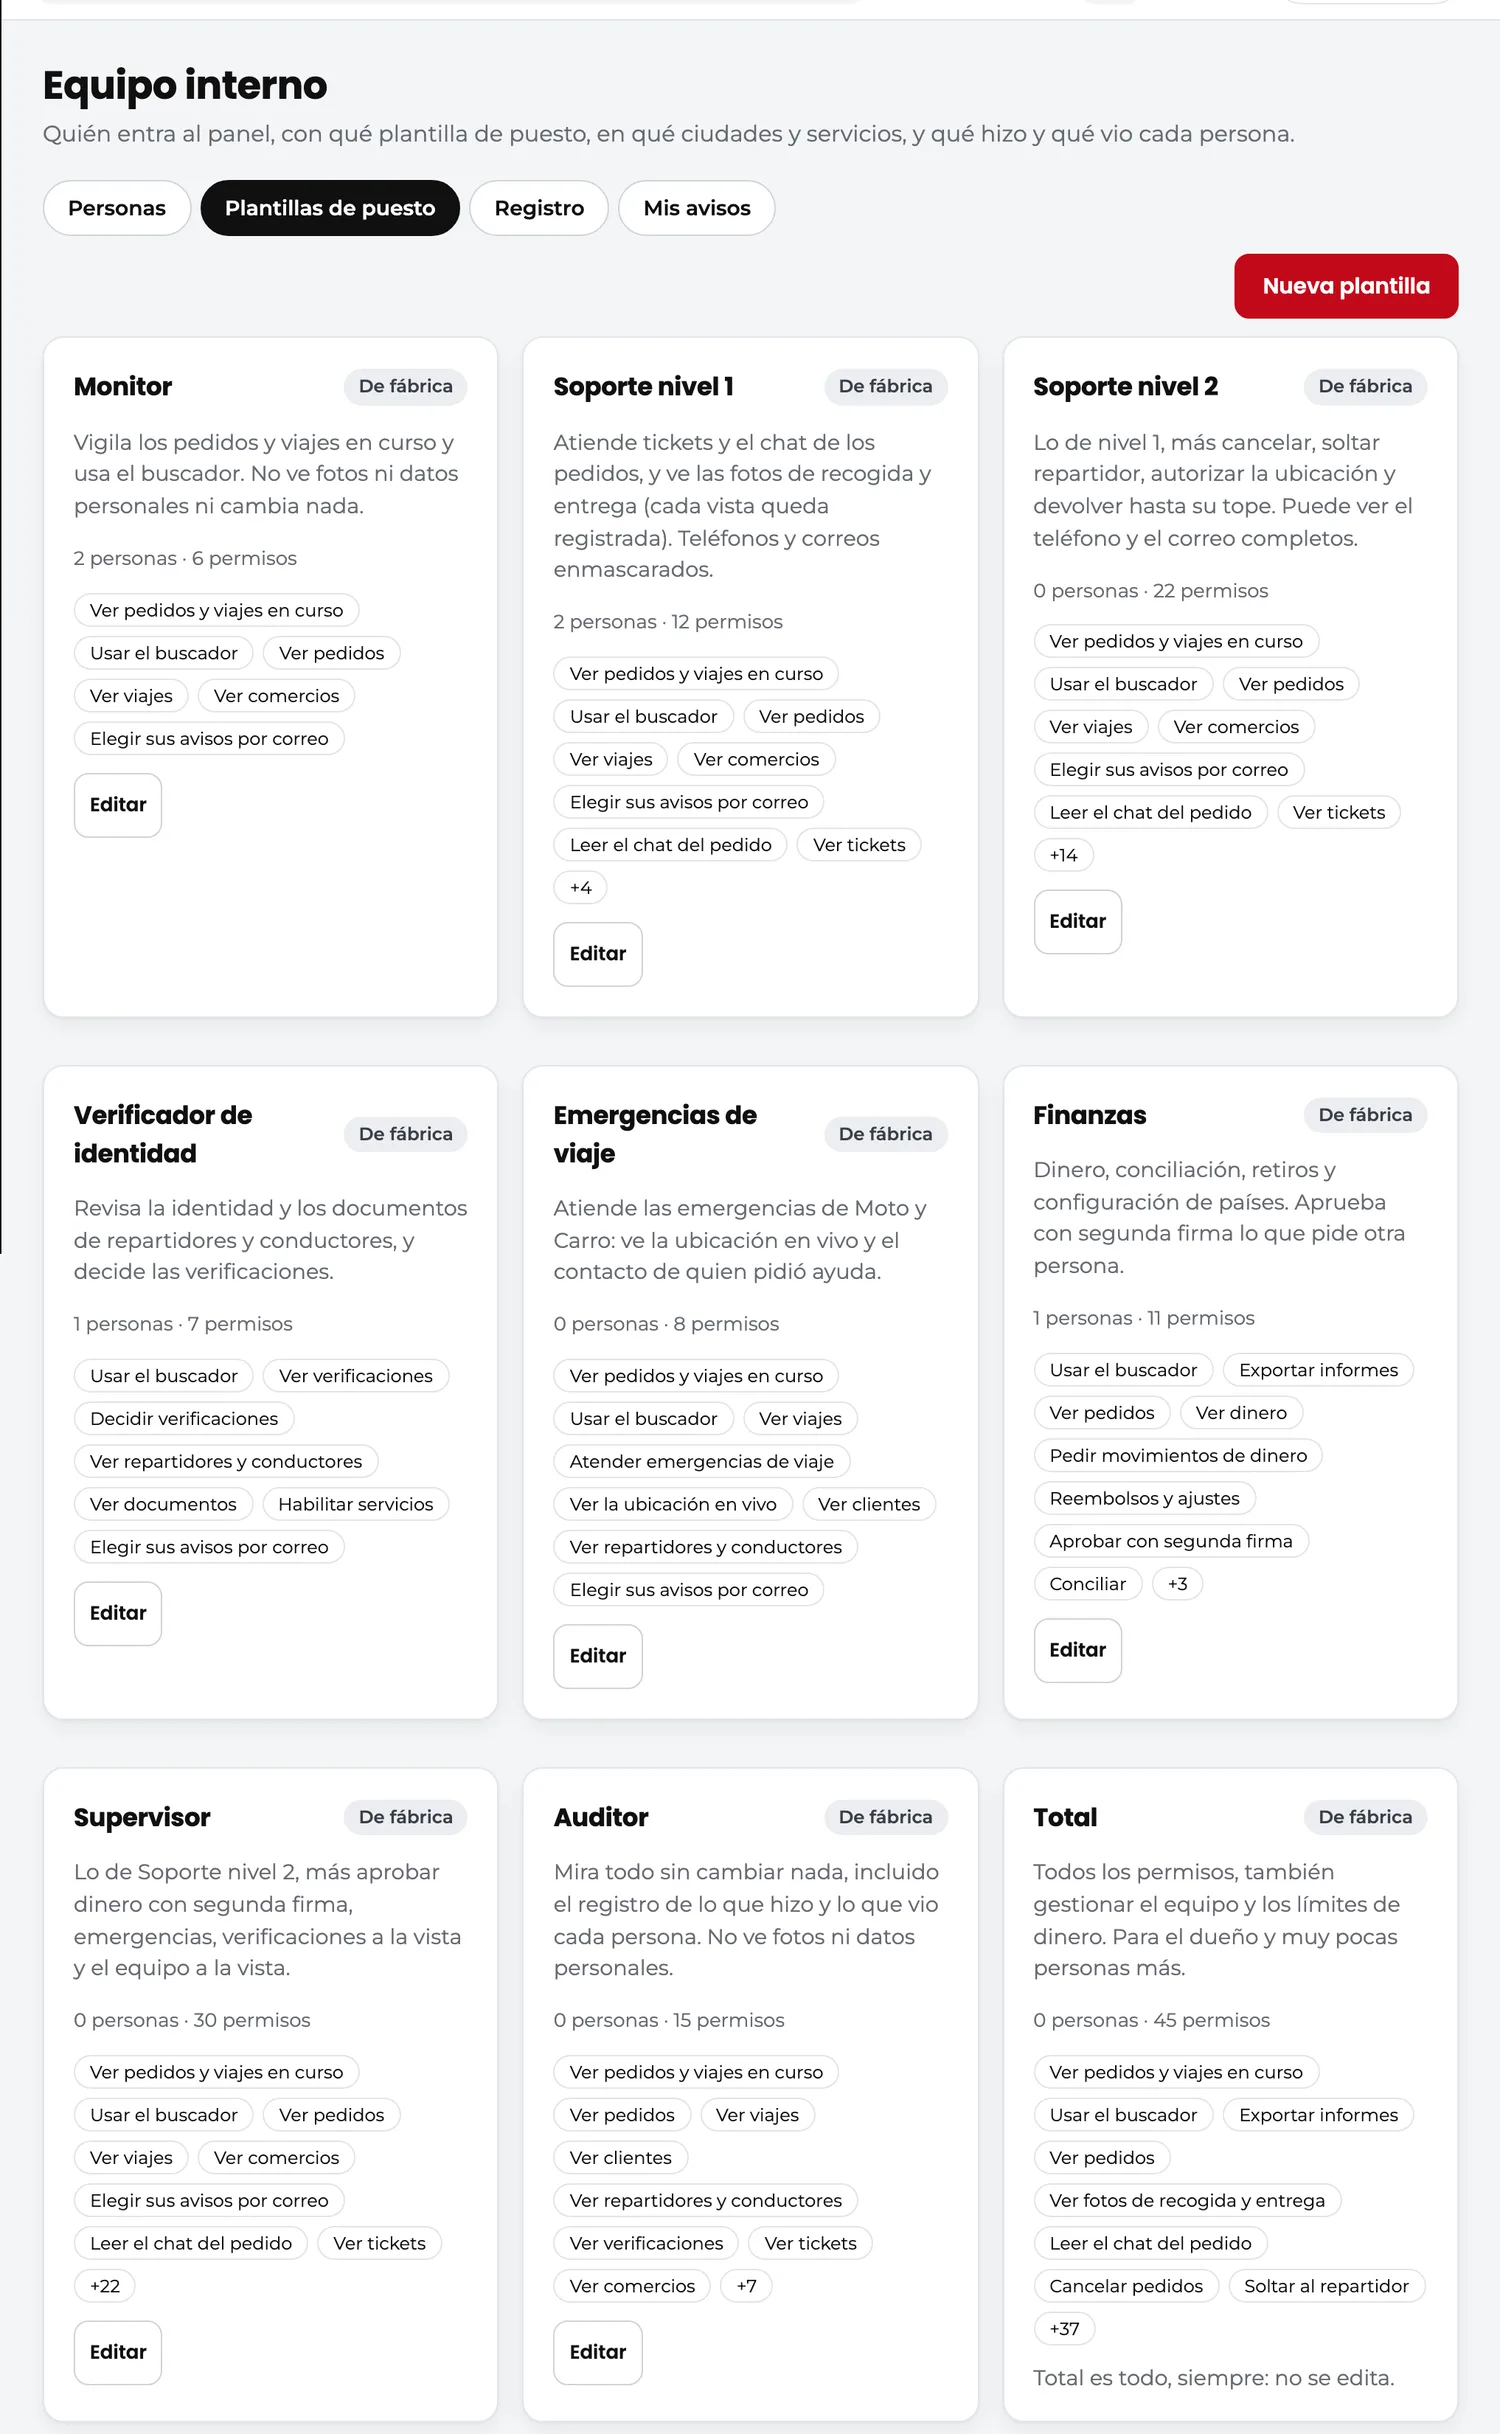 Equipo interno
Quién entra al panel, con qué plantilla de puesto, en qué ciudades y servicios, y qué hizo y qué vio cada persona.
Personas
Plantillas de puesto
Registro
Mis avisos
Nueva plantilla
Monitor
De fábrica
Vigila los pedidos y viajes en curso y
usa el buscador. No ve fotos ni datos
personales ni cambia nada.
2 personas · 6 permisos
Ver pedidos y viajes en curso
Usar el buscador
Ver pedidos
Ver viajes
Ver comercios
Elegir sus avisos por correo
Editar
Soporte nivel 1
De fábrica
Atiende tickets y el chat de los
pedidos, y ve las fotos de recogida y
entrega (cada vista queda
registrada). Teléfonos y correos
enmascarados.
2 personas · 12 permisos
Ver pedidos y viajes en curso
Usar el buscador
Ver pedidos
Ver viajes
Ver comercios
Elegir sus avisos por correo
Leer el chat del pedido
Ver tickets
+4
Editar
Soporte nivel 2
De fábrica
Lo de nivel 1, más cancelar, soltar
repartidor, autorizar la ubicación y
devolver hasta su tope. Puede ver el
teléfono y el correo completos.
0 personas · 22 permisos
Ver pedidos y viajes en curso
Usar el buscador
Ver pedidos
Ver viajes
Ver comercios
Elegir sus avisos por correo
Leer el chat del pedido
Ver tickets
+14
Editar
Verificador de
identidad
De fábrica
Revisa la identidad y los documentos
de repartidores y conductores, y
decide las verificaciones.
1 personas · 7 permisos
Usar el buscador
Ver verificaciones
Decidir verificaciones
Ver repartidores y conductores
Ver documentos
Habilitar servicios
Elegir sus avisos por correo
Editar
Emergencias de
viaje
De fábrica
Atiende las emergencias de Moto y
Carro: ve la ubicación en vivo y el
contacto de quien pidió ayuda.
0 personas · 8 permisos
Ver pedidos y viajes en curso
Usar el buscador
Ver viajes
Atender emergencias de viaje
Ver la ubicación en vivo
Ver clientes
Ver repartidores y conductores
Elegir sus avisos por correo
Editar
Finanzas
De fábrica
Dinero, conciliación, retiros y
configuración de países. Aprueba
con segunda firma lo que pide otra
persona.
1 personas · 11 permisos
Usar el buscador
Exportar informes
Ver pedidos
Ver dinero
Pedir movimientos de dinero
Reembolsos y ajustes
Aprobar con segunda firma
Conciliar
+3
Editar
Supervisor
De fábrica
Lo de Soporte nivel 2, más aprobar
dinero con segunda firma,
emergencias, verificaciones a la vista
y el equipo a la vista.
0 personas · 30 permisos
Ver pedidos y viajes en curso
Usar el buscador
Ver pedidos
Ver viajes
Ver comercios
Elegir sus avisos por correo
Leer el chat del pedido
Ver tickets
+22
Editar
Auditor
De fábrica
Mira todo sin cambiar nada, incluido
el registro de lo que hizo y lo que vio
cada persona. No ve fotos ni datos
personales.
0 personas · 15 permisos
Ver pedidos y viajes en curso
Ver pedidos
Ver viajes
Ver clientes
Ver repartidores y conductores
Ver verificaciones
Ver tickets
Ver comercios
+7
Editar
Total
De fábrica
Todos los permisos, también
gestionar el equipo y los límites de
dinero. Para el dueño y muy pocas
personas más.
0 personas · 45 permisos
Ver pedidos y viajes en curso
Usar el buscador
Exportar informes
Ver pedidos
Ver fotos de recogida y entrega
Leer el chat del pedido
Cancelar pedidos
Soltar al repartidor
+37
Total es todo, siempre: no se edita.